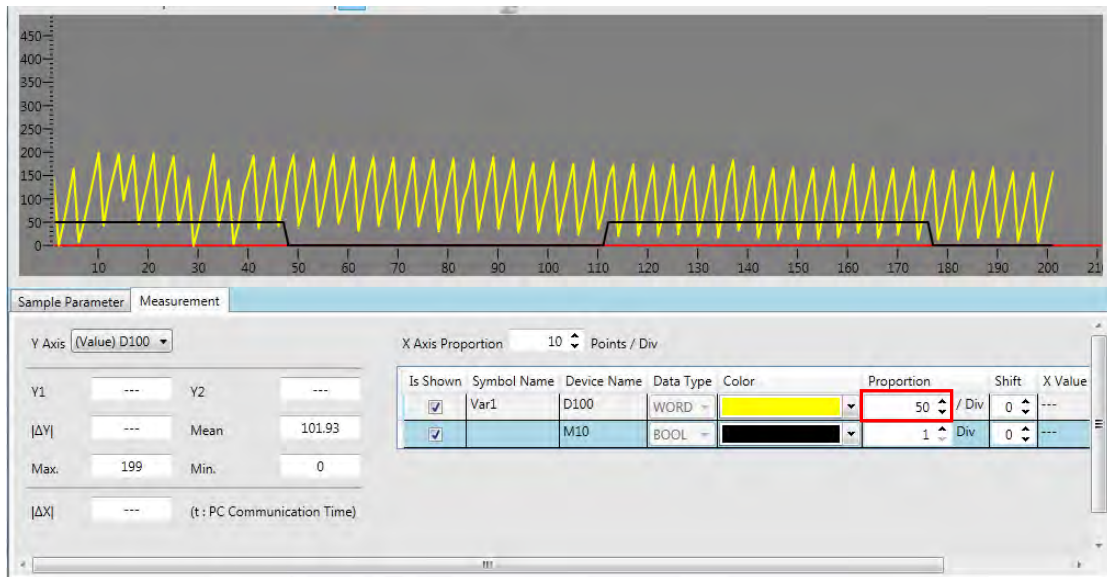 450
400
350
300
250
200
150
100
50
0
10 20 30 40 50 60 70 80 90 100 110 120 130 140 150 160 170 180 190 200 21
Sample Parameter Measurement
Y Axis (Value) D100 X Axis Proportion 10 Points / Div
Is Shown Symbol Name Device Name Data Type Color Proportion Shift X Value
Y1 --- Y2 --- Var1 D100 WORD 50 / Div 0 ---
|ΔY| --- Mean 101.93 M10 BOOL 1 Div 0 ---
Max. 199 Min. 0
|ΔX| --- (t : PC Communication Time)